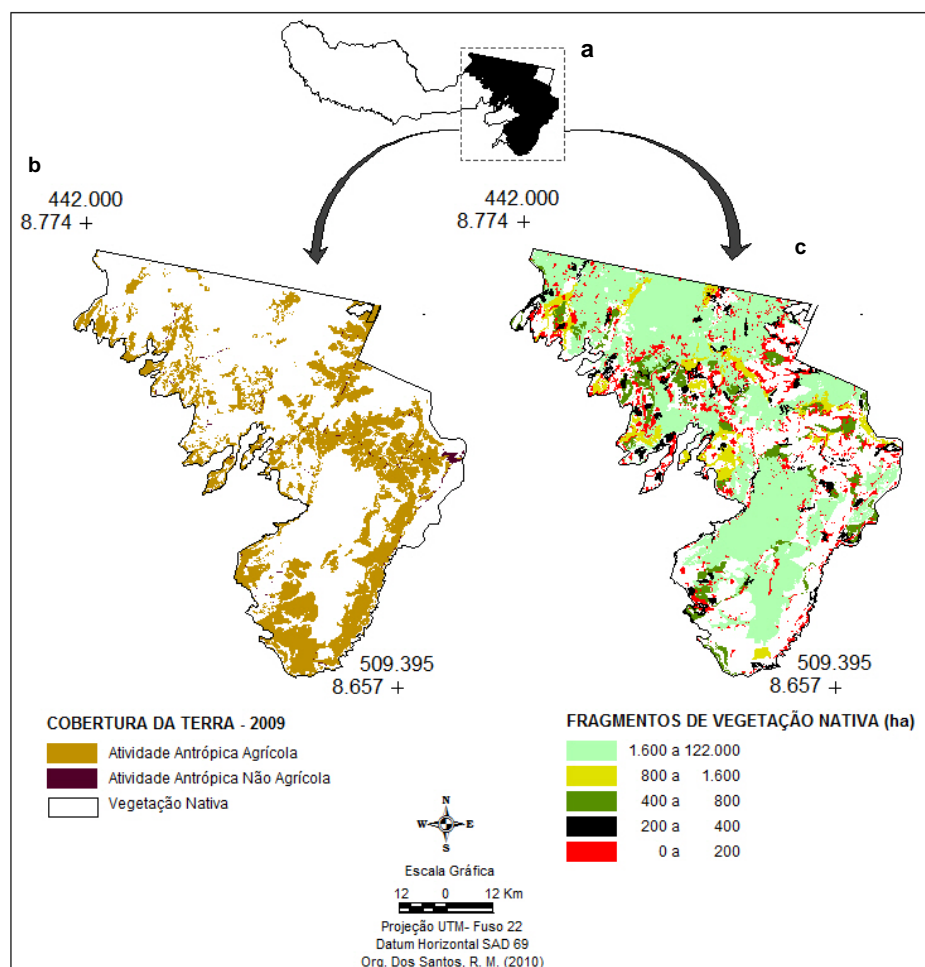 a
b
442.000
8.774 +
442.000
8.774 +
c
509.395
8.657 +
509.395
8.657 +
COBERTURA DA TERRA - 2009
Atividade Antrópica Agrícola
Atividade Antrópica Não Agrícola
Vegetação Nativa
FRAGMENTOS DE VEGETAÇÃO NATIVA (ha)
1.600 a 122.000
800 a 1.600
400 a 800
200 a 400
0 a 200
N
W E
S
Escala Gráfica
12 0 12 Km
Projeção UTM- Fuso 22
Datum Horizontal SAD 69
Org. Dos Santos, R. M. (2010)